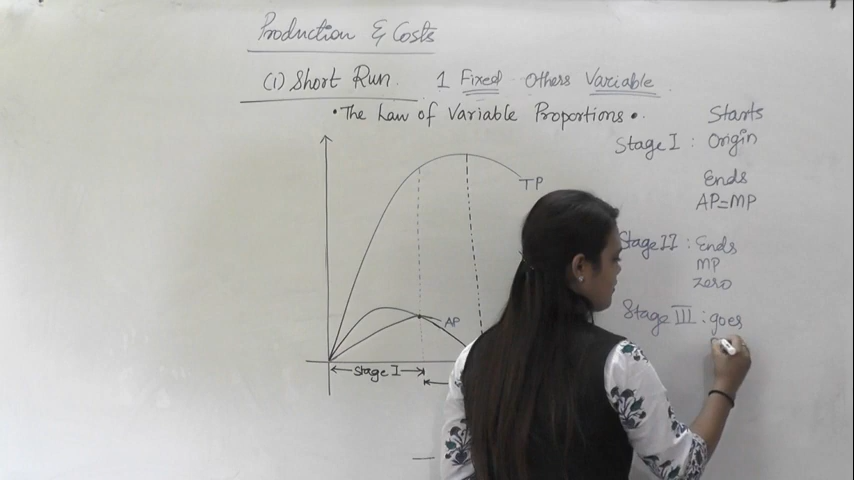 Production & Costs
(1) Short Run. 1 Fixed Others Variable
• The Law of Variable Proportions •
Starts
Stage I : Origin
Ends
AP=MP
Stage II : Ends
MP
zero
Stage III : goes
TP
AP
Stage I